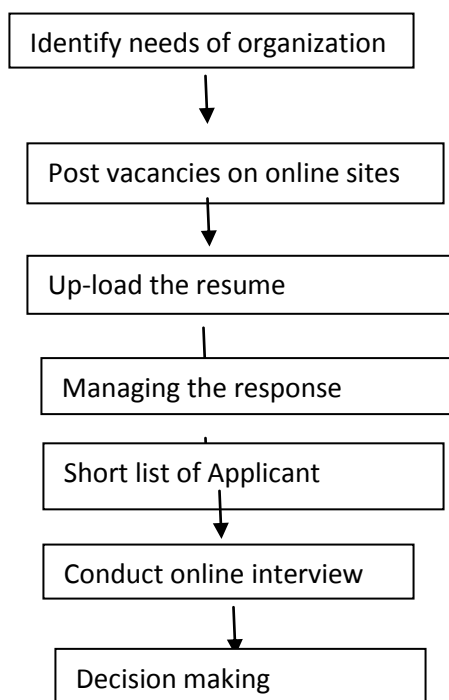 Identify needs of organization
Post vacancies on online sites
Up-load the resume
Managing the response
Short list of Applicant
Conduct online interview
Decision making